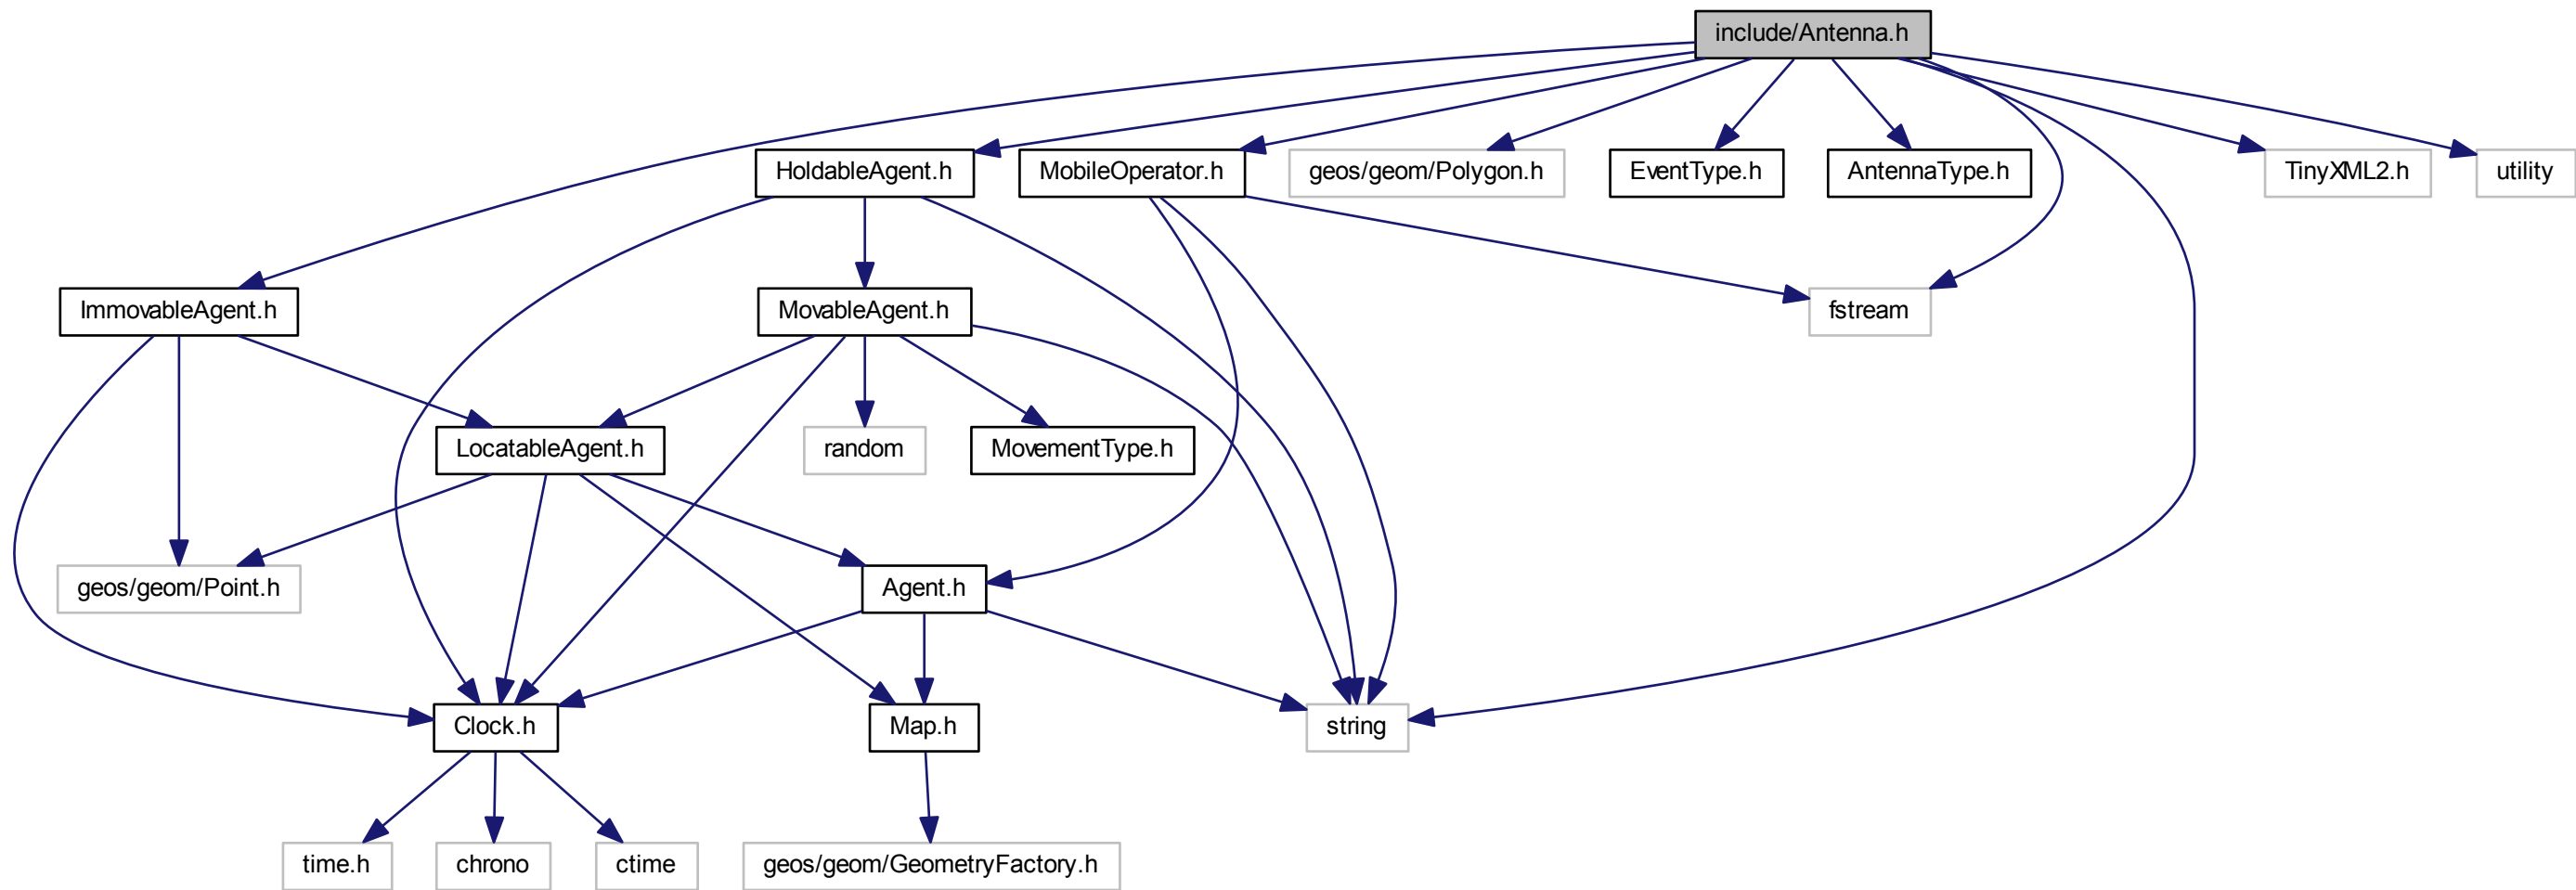 include/Antenna.h
HoldableAgent.h
MobileOperator.h
geos/geom/Polygon.h
EventType.h
AntennaType.h
TinyXML2.h
utility
ImmovableAgent.h
MovableAgent.h
fstream
LocatableAgent.h
random
MovementType.h
geos/geom/Point.h
Agent.h
Clock.h
Map.h
string
time.h
chrono
ctime
geos/geom/GeometryFactory.h